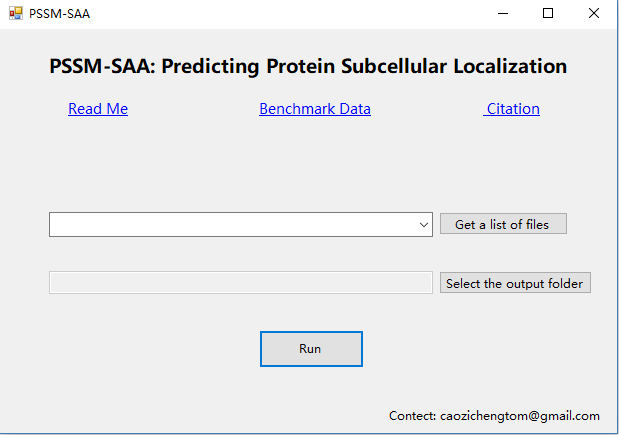 PSSM-SAA
PSSM-SAA: Predicting Protein Subcellular Localization
Read Me Benchmark Data Citation
Get a list of files
Select the output folder
Run
Contect: caozichengtom@gmail.com